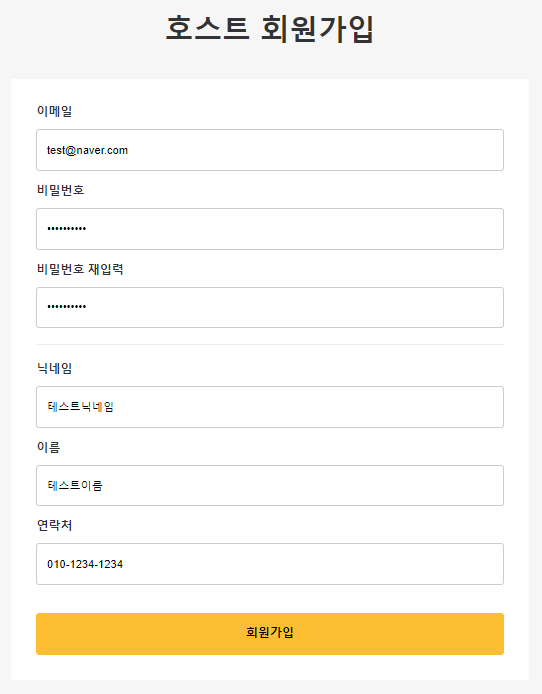 호스트 회원가입
이메일
test@naver.com
비밀번호
••••••••••
비밀번호 재입력
••••••••••
닉네임
테스트닉네임
이름
테스트이름
연락처
010-1234-1234
회원가입